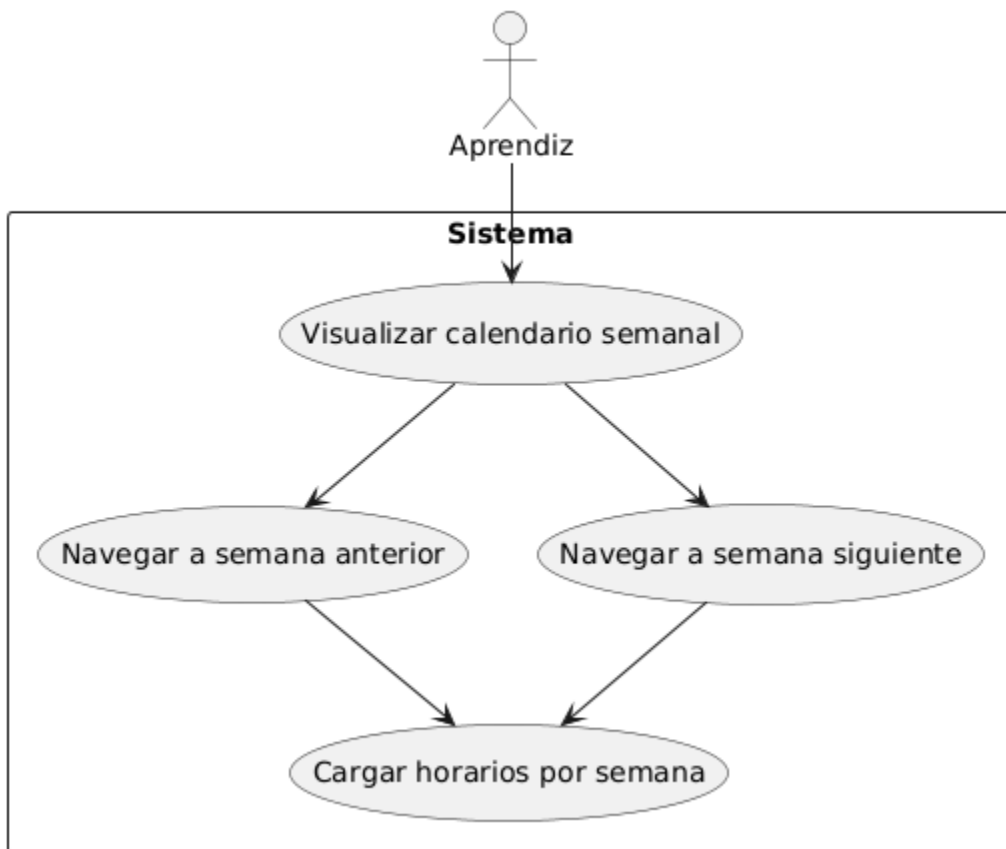 Aprendiz
Sistema
Visualizar calendario semanal
Navegar a semana anterior
Navegar a semana siguiente
Cargar horarios por semana